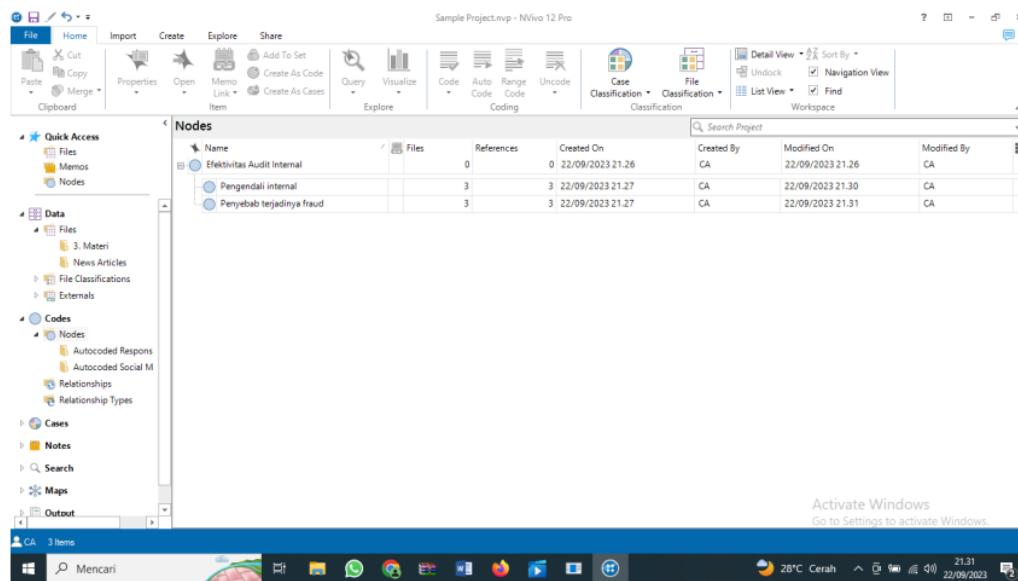 Sample Project.nvp - NVivo 12 Pro
File Home Import Create Explore Share
Paste
Cut
Copy
Merge
Clipboard
Properties
Open
Memo Link
Add To Set
Create As Code
Create As Cases
Item
Query
Visualize
Explore
Code
Auto Code
Range Code
Uncode
Coding
Case Classification
File Classification
Classification
Detail View
Sort By
Undock
Navigation View
List View
Find
Workspace
Quick Access
Files
Memos
Nodes
Data
Files
3. Materi
News Articles
File Classifications
Externals
Codes
Nodes
Autocoded Respons
Autocoded Social M
Relationships
Relationship Types
Cases
Notes
Search
Maps
Output
Nodes
Search Project
Name Files References Created On Created By Modified On Modified By
Efektivitas Audit Internal 0 0 22/09/2023 21.26 CA 22/09/2023 21.26 CA
Pengendali internal 3 3 22/09/2023 21.27 CA 22/09/2023 21.30 CA
Penyebab terjadinya fraud 3 3 22/09/2023 21.27 CA 22/09/2023 21.31 CA
Activate Windows
Go to Settings to activate Windows.
CA 3 Items
Mencari
28°C Cerah
21.31
22/09/2023
2